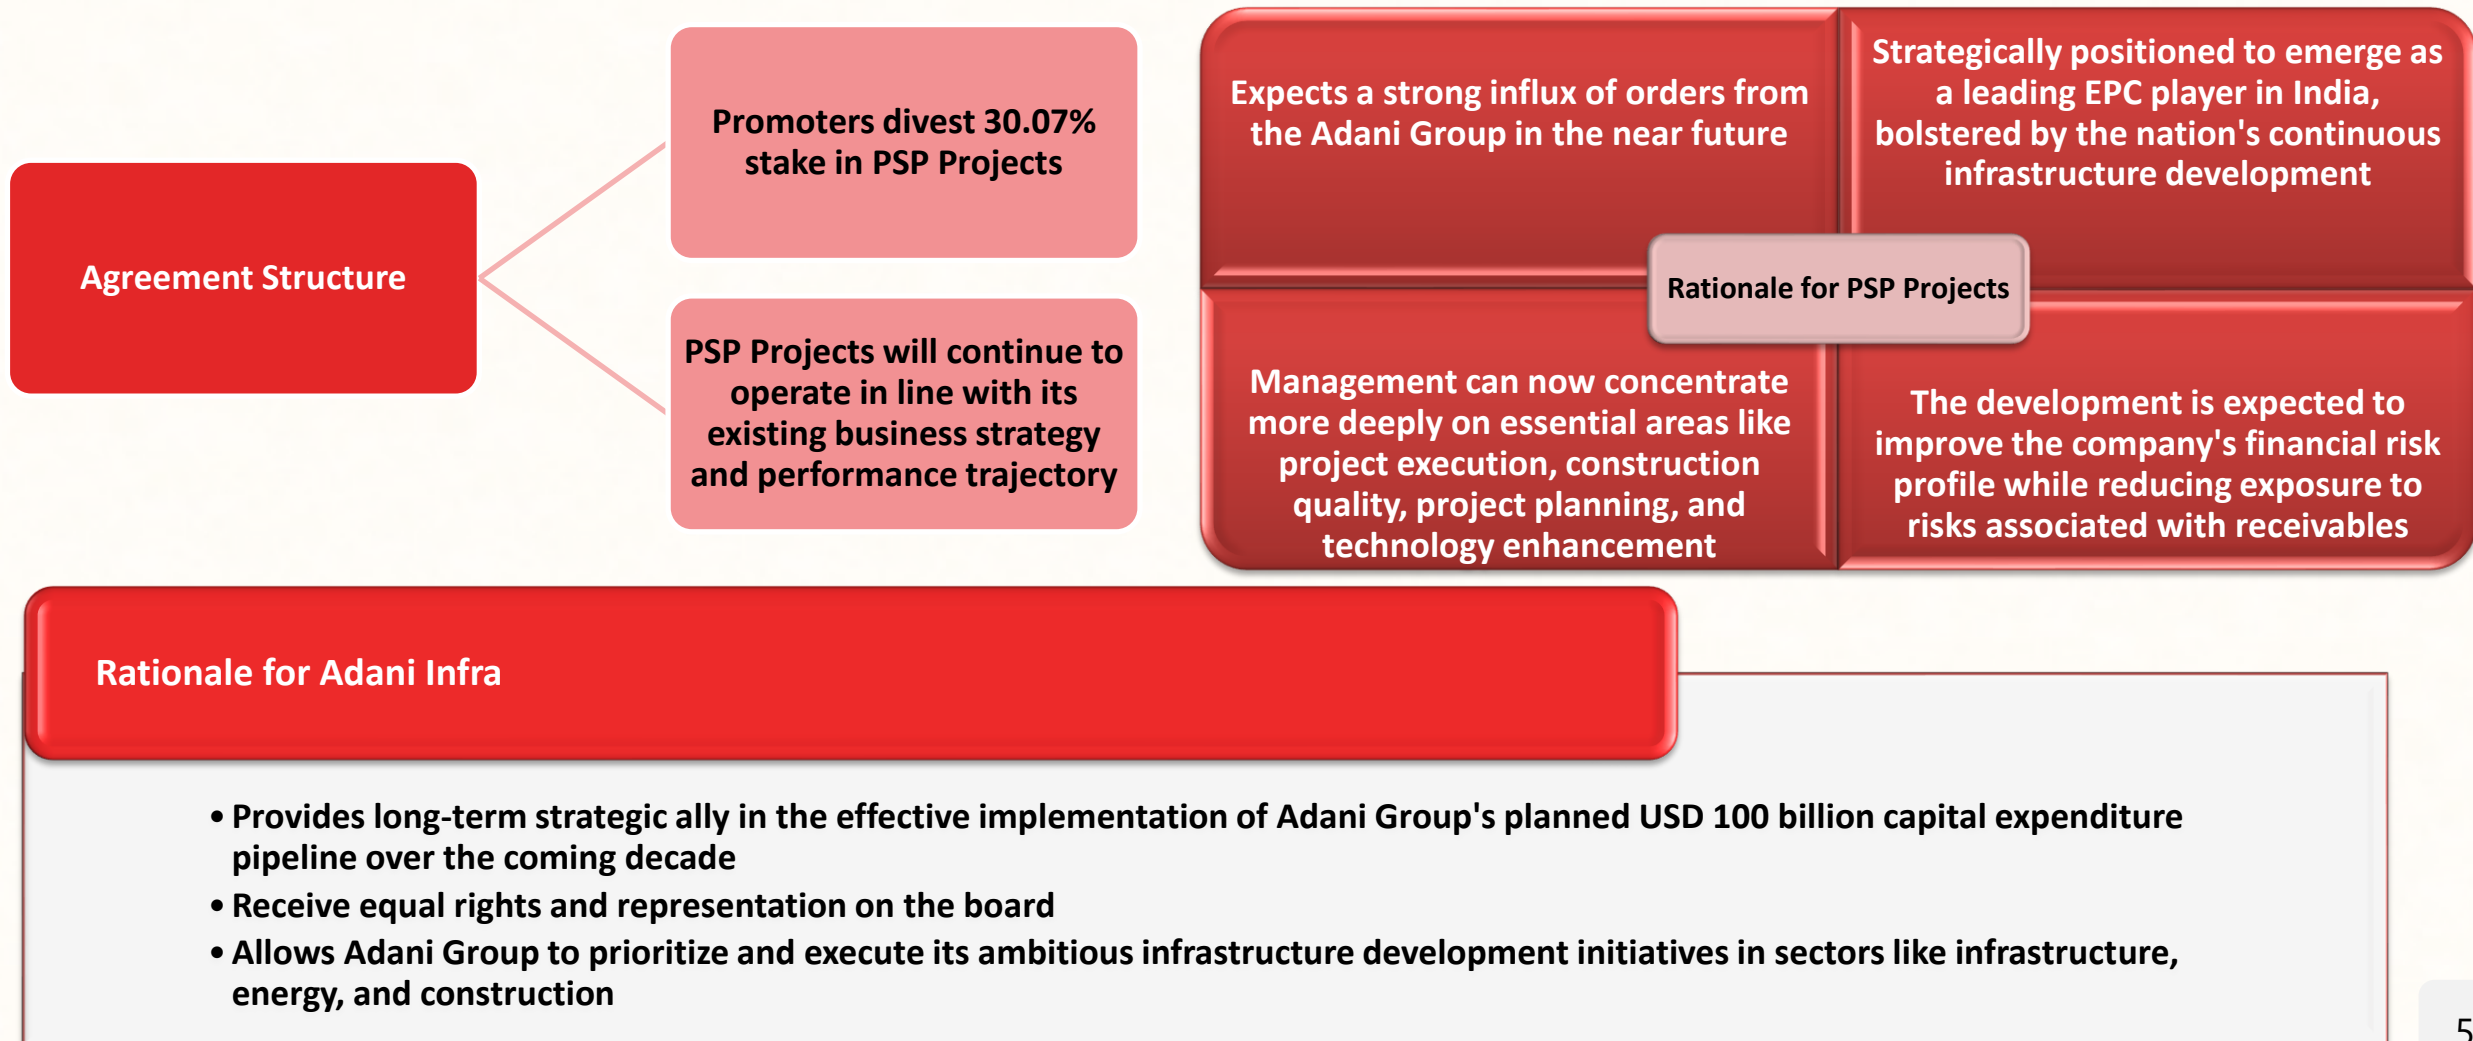 Agreement Structure
Promoters divest 30.07%
stake in PSP Projects
PSP Projects will continue to
operate in line with its
existing business strategy
and performance trajectory
Expects a strong influx of orders from
the Adani Group in the near future
Strategically positioned to emerge as
a leading EPC player in India,
bolstered by the nation's continuous
infrastructure development
Rationale for PSP Projects
Management can now concentrate
more deeply on essential areas like
project execution, construction
quality, project planning, and
technology enhancement
The development is expected to
improve the company's financial risk
profile while reducing exposure to
risks associated with receivables
Rationale for Adani Infra
• Provides long-term strategic ally in the effective implementation of Adani Group's planned USD 100 billion capital expenditure
pipeline over the coming decade
• Receive equal rights and representation on the board
• Allows Adani Group to prioritize and execute its ambitious infrastructure development initiatives in sectors like infrastructure,
energy, and construction
5